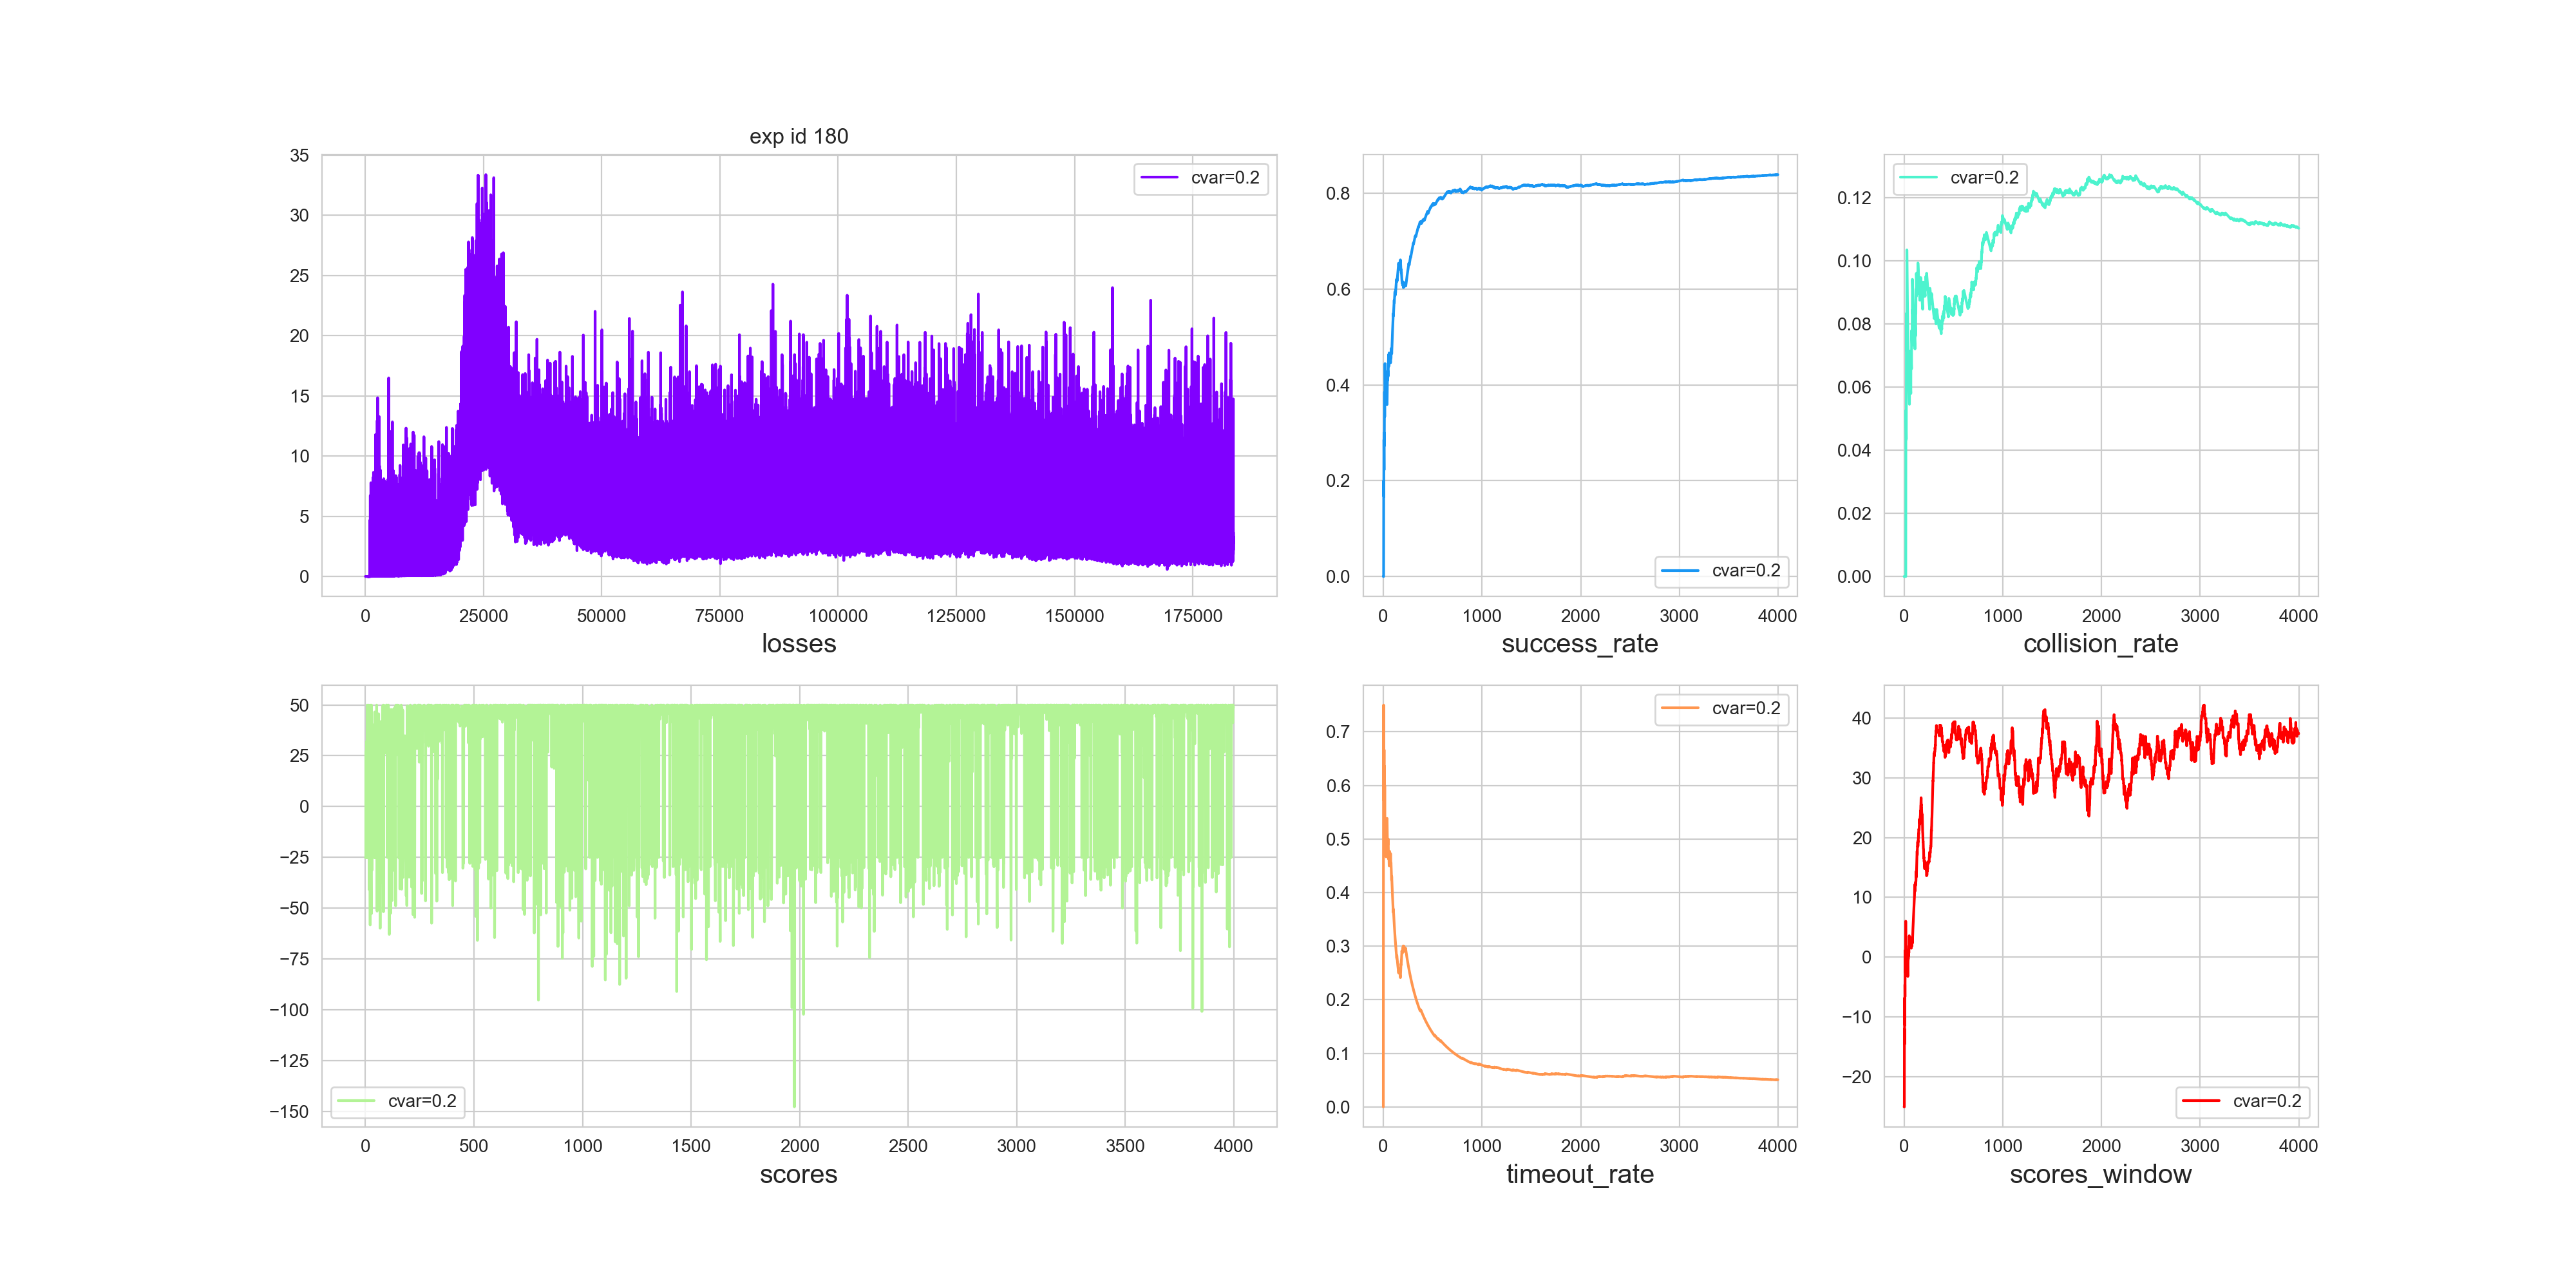 exp id 180
35
30
25
20
15
10
5
0
cvar=0.2
0 25000 50000 75000 100000 125000 150000 175000
losses
0.8
0.6
0.4
0.2
0.0
cvar=0.2
0 1000 2000 3000 4000
success_rate
0.12
0.10
0.08
0.06
0.04
0.02
0.00
cvar=0.2
0 1000 2000 3000 4000
collision_rate
50
25
0
−25
−50
−75
−100
−125
−150
cvar=0.2
0 500 1000 1500 2000 2500 3000 3500 4000
scores
0.7
0.6
0.5
0.4
0.3
0.2
0.1
0.0
cvar=0.2
0 1000 2000 3000 4000
timeout_rate
40
30
20
10
0
−10
−20
cvar=0.2
0 1000 2000 3000 4000
scores_window